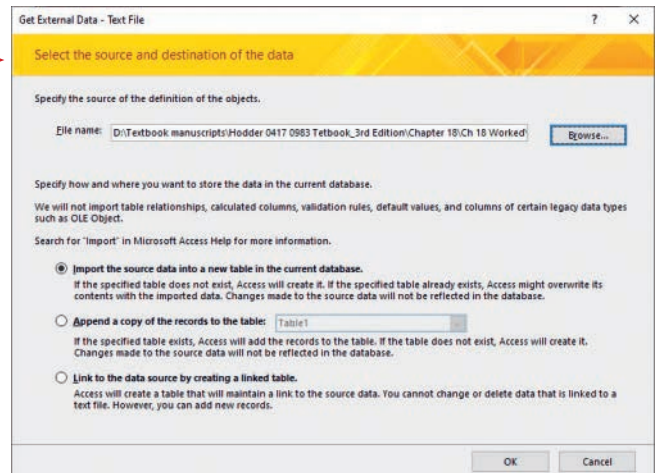 Get External Data - Text File
? ×
Select the source and destination of the data
Specify the source of the definition of the objects.
File name: D:\Textbook manuscripts\Hodder 0417 0983 Tetbook_3rd Edition\Chapter 18\Ch 18 Worked\
Browse...
Specify how and where you want to store the data in the current database.
We will not import table relationships, calculated columns, validation rules, default values, and columns of certain legacy data types
such as OLE Object.
Search for "Import" in Microsoft Access Help for more information.
Import the source data into a new table in the current database.
If the specified table does not exist, Access will create it. If the specified table already exists, Access might overwrite its
contents with the imported data. Changes made to the source data will not be reflected in the database.
Append a copy of the records to the table: Table1
If the specified table exists, Access will add the records to the table. If the table does not exist, Access will create it.
Changes made to the source data will not be reflected in the database.
Link to the data source by creating a linked table.
Access will create a table that will maintain a link to the source data. You cannot change or delete data that is linked to a
text file. However, you can add new records.
OK Cancel